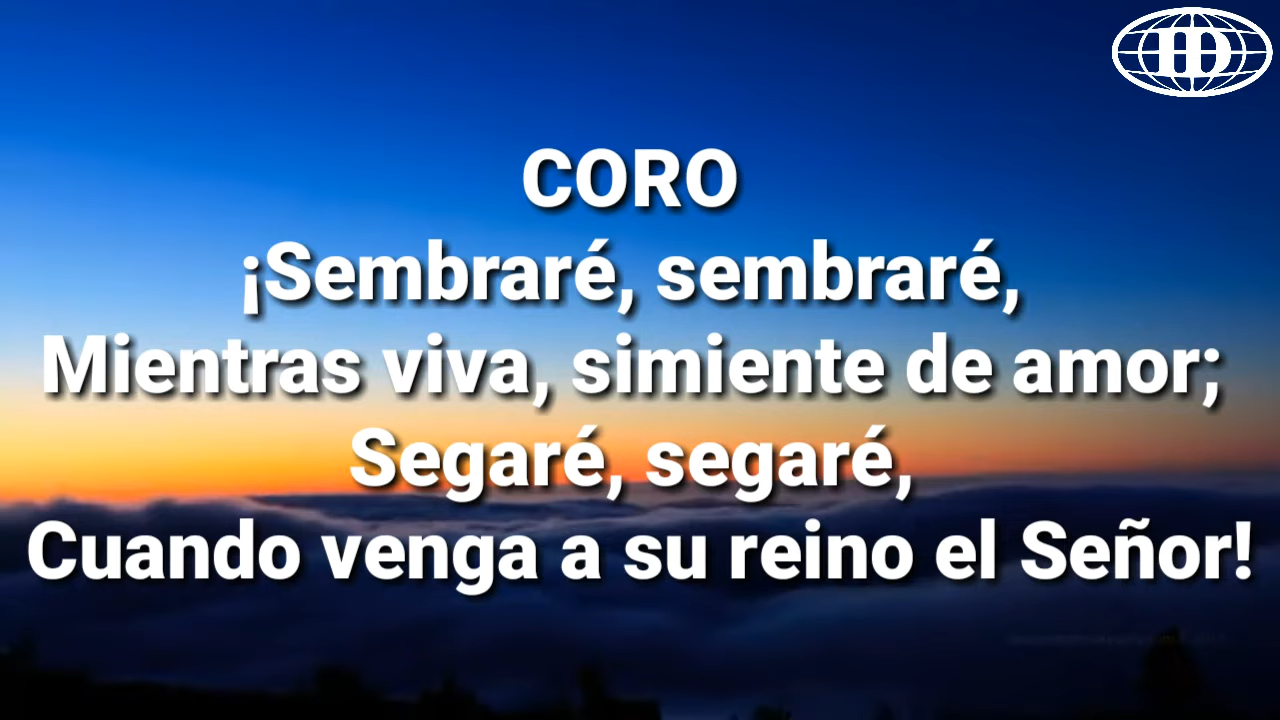 CORO
¡Sembraré, sembraré,
Mientras viva, simiente de amor;
Segaré, segaré,
Cuando venga a su reino el Señor!